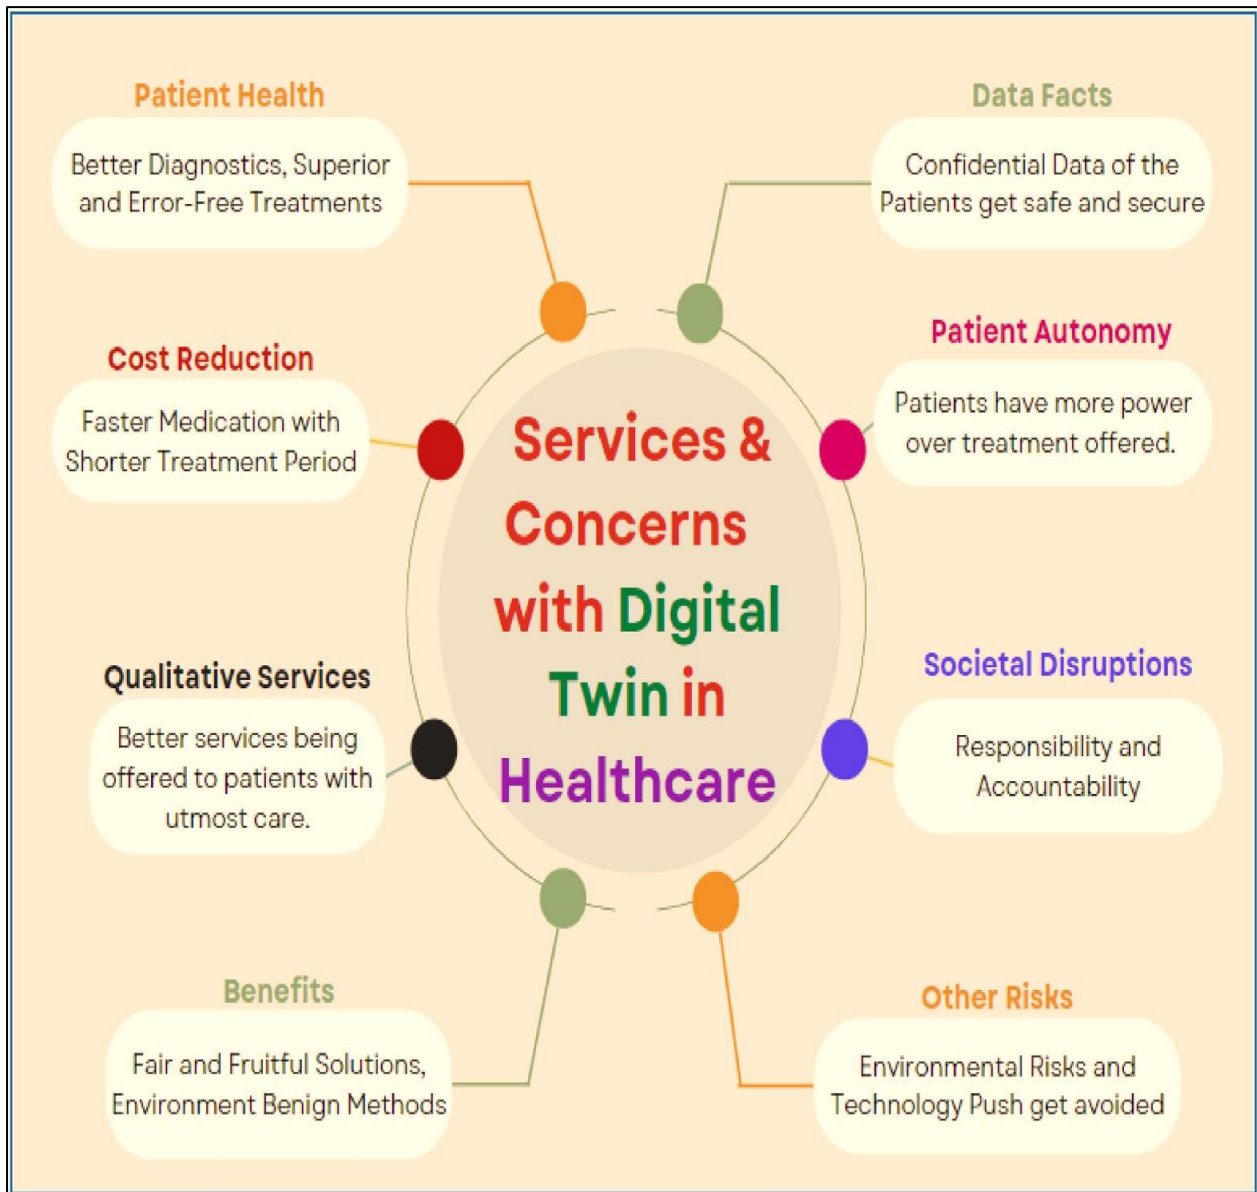 Patient Health
Better Diagnostics, Superior
and Error-Free Treatments
Cost Reduction
Faster Medication with
Shorter Treatment Period
Qualitative Services
Better services being
offered to patients with
utmost care.
Benefits
Fair and Fruitful Solutions,
Environment Benign Methods
Services &
Concerns
with Digital
Twin in
Healthcare
Data Facts
Confidential Data of the
Patients get safe and secure
Patient Autonomy
Patients have more power
over treatment offered.
Societal Disruptions
Responsibility and
Accountability
Other Risks
Environmental Risks and
Technology Push get avoided